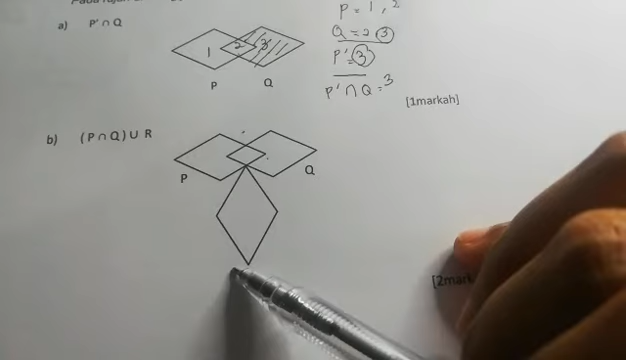 a) P' ∩ Q
1 2 3
P Q
P = 1, 2
Q = 2 3
P' = 3
P' ∩ Q = 3
[1markah]
b) (P ∩ Q) ∪ R
P Q
[2mark